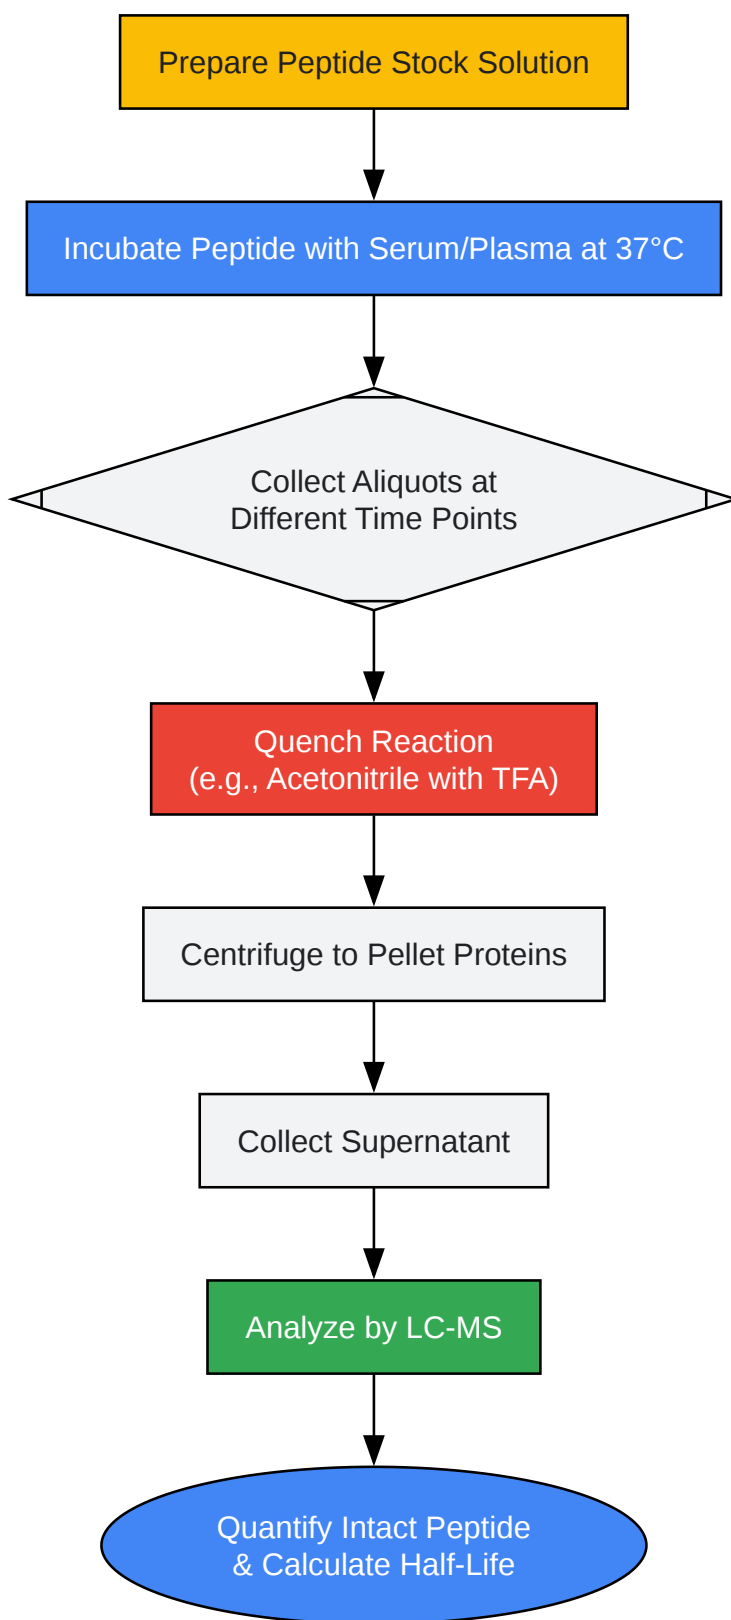 Prepare Peptide Stock Solution
Incubate Peptide with Serum/Plasma at 37°C
Collect Aliquots at
Different Time Points
Quench Reaction
(e.g., Acetonitrile with TFA)
Centrifuge to Pellet Proteins
Collect Supernatant
Analyze by LC-MS
Quantify Intact Peptide
& Calculate Half-Life